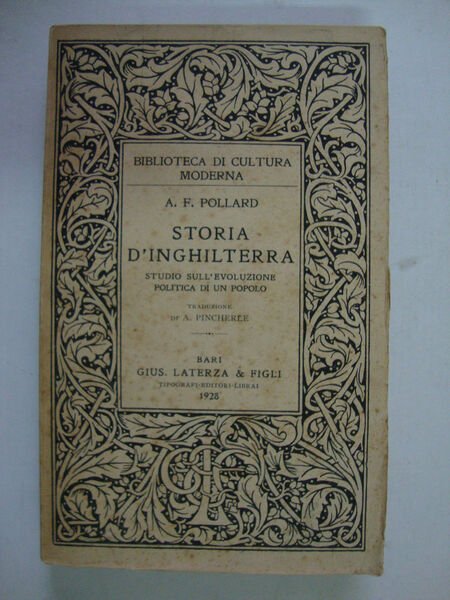 BIBLIOTECA DI CULTURA
MODERNA
A. F. POLLARD
STORIA
D'INGHILTERRA
STUDIO SULL'EVOLUZIONE
POLITICA DI UN POPOLO
TRADUZIONE
DI A. PINCHERLE
BARI
GIUS. LATERZA & FIGLI
TIPOGRAFI-EDITORI-LIBRAI
1928